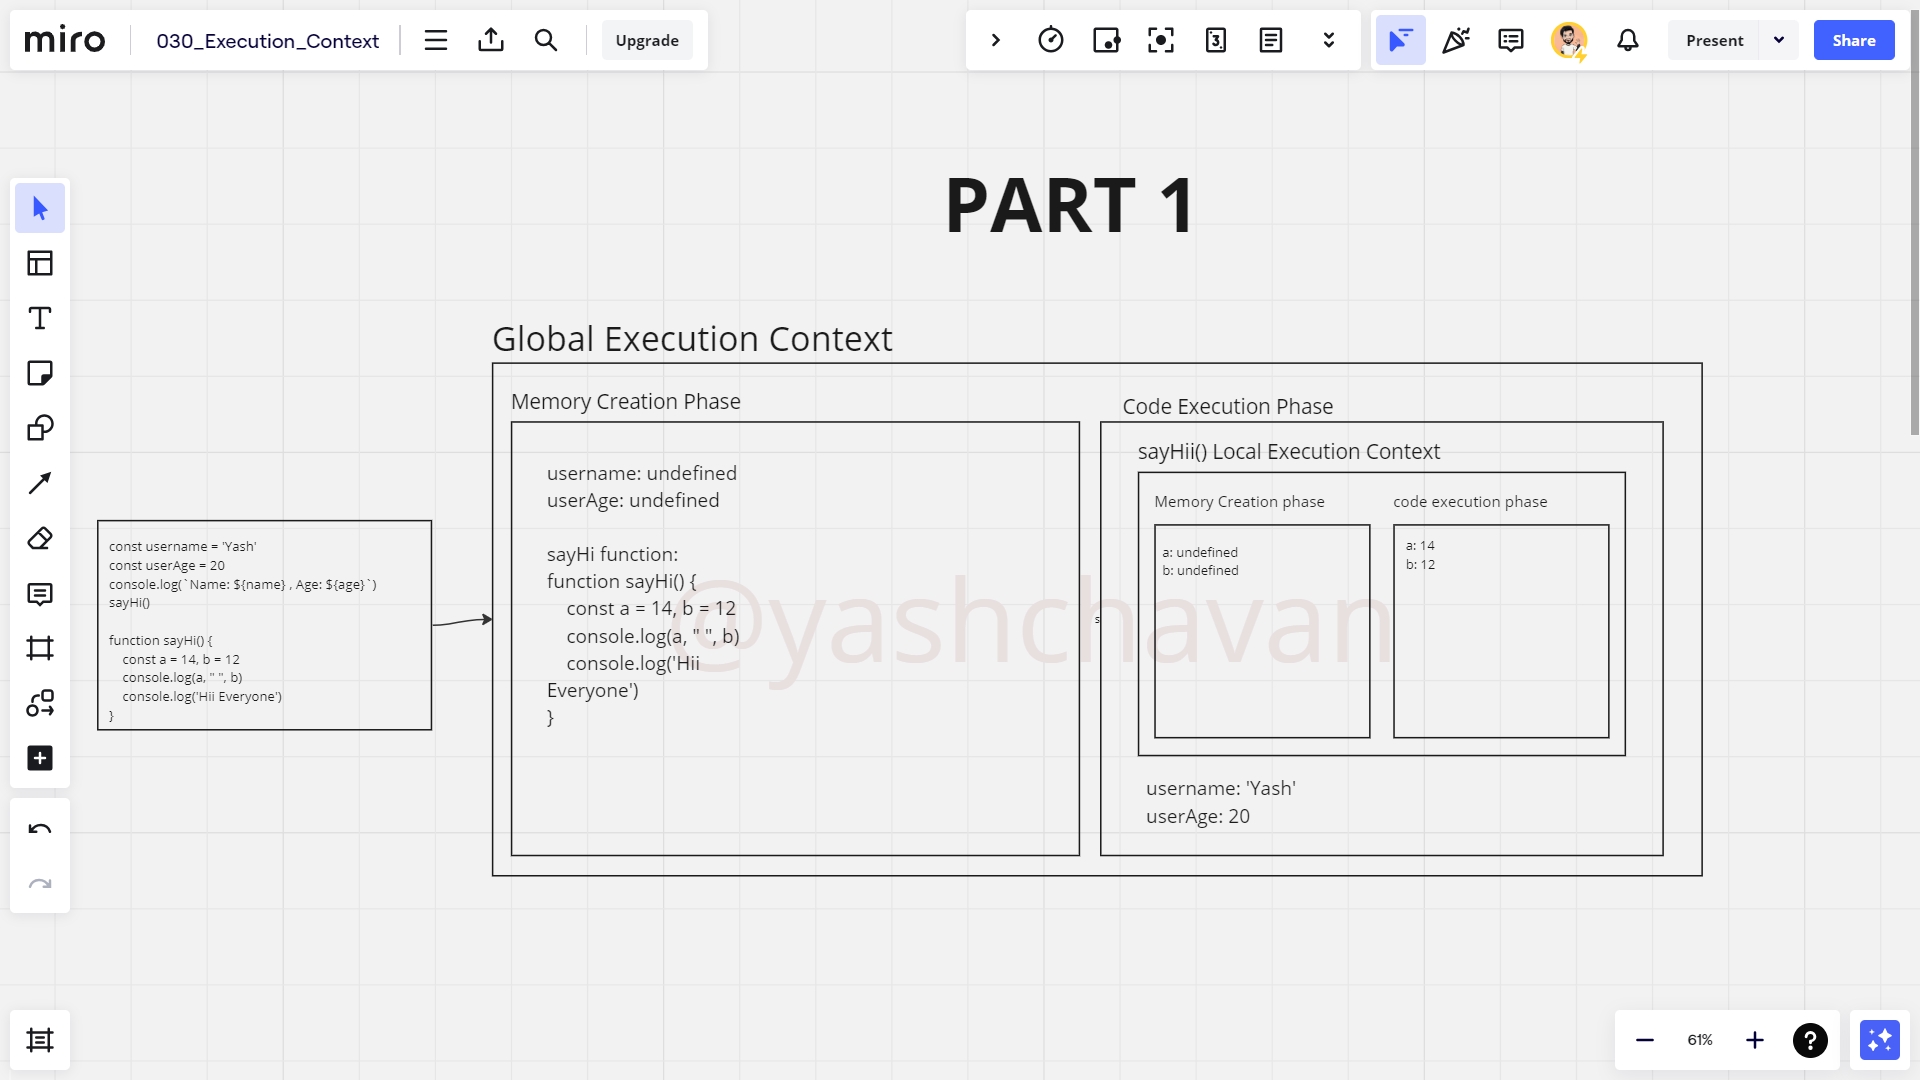 miro
030_Execution_Context
Upgrade
3
Present
Share
PART 1
Global Execution Context
Memory Creation Phase
username: undefined
userAge: undefined
sayHi function:
function sayHi() {
const a = 14, b = 12
console.log(a, " ", b)
console.log('Hii
Everyone')
}
Code Execution Phase
sayHii() Local Execution Context
Memory Creation phase
code execution phase
a: undefined
b: undefined
a: 14
b: 12
username: 'Yash'
userAge: 20
const username = 'Yash'
const userAge = 20
console.log(`Name: ${name} , Age: ${age}`)
sayHi()
function sayHi() {
const a = 14, b = 12
console.log(a, " ", b)
console.log('Hii Everyone')
}
s
@yashchavan
61%
?